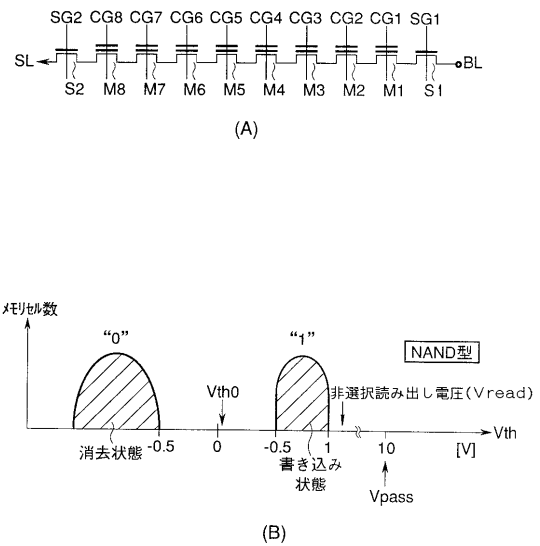 SG2 CG8 CG7 CG6 CG5 CG4 CG3 CG2 CG1 SG1
SL BL
S2 M8 M7 M6 M5 M4 M3 M2 M1 S1
(A)
メモリセル数
“0” “1” NAND型
Vth0 非選択読み出し電圧(Vread)
Vth
-0.5 0 -0.5 1 10 [V]
消去状態 書き込み
状態
Vpass
(B)